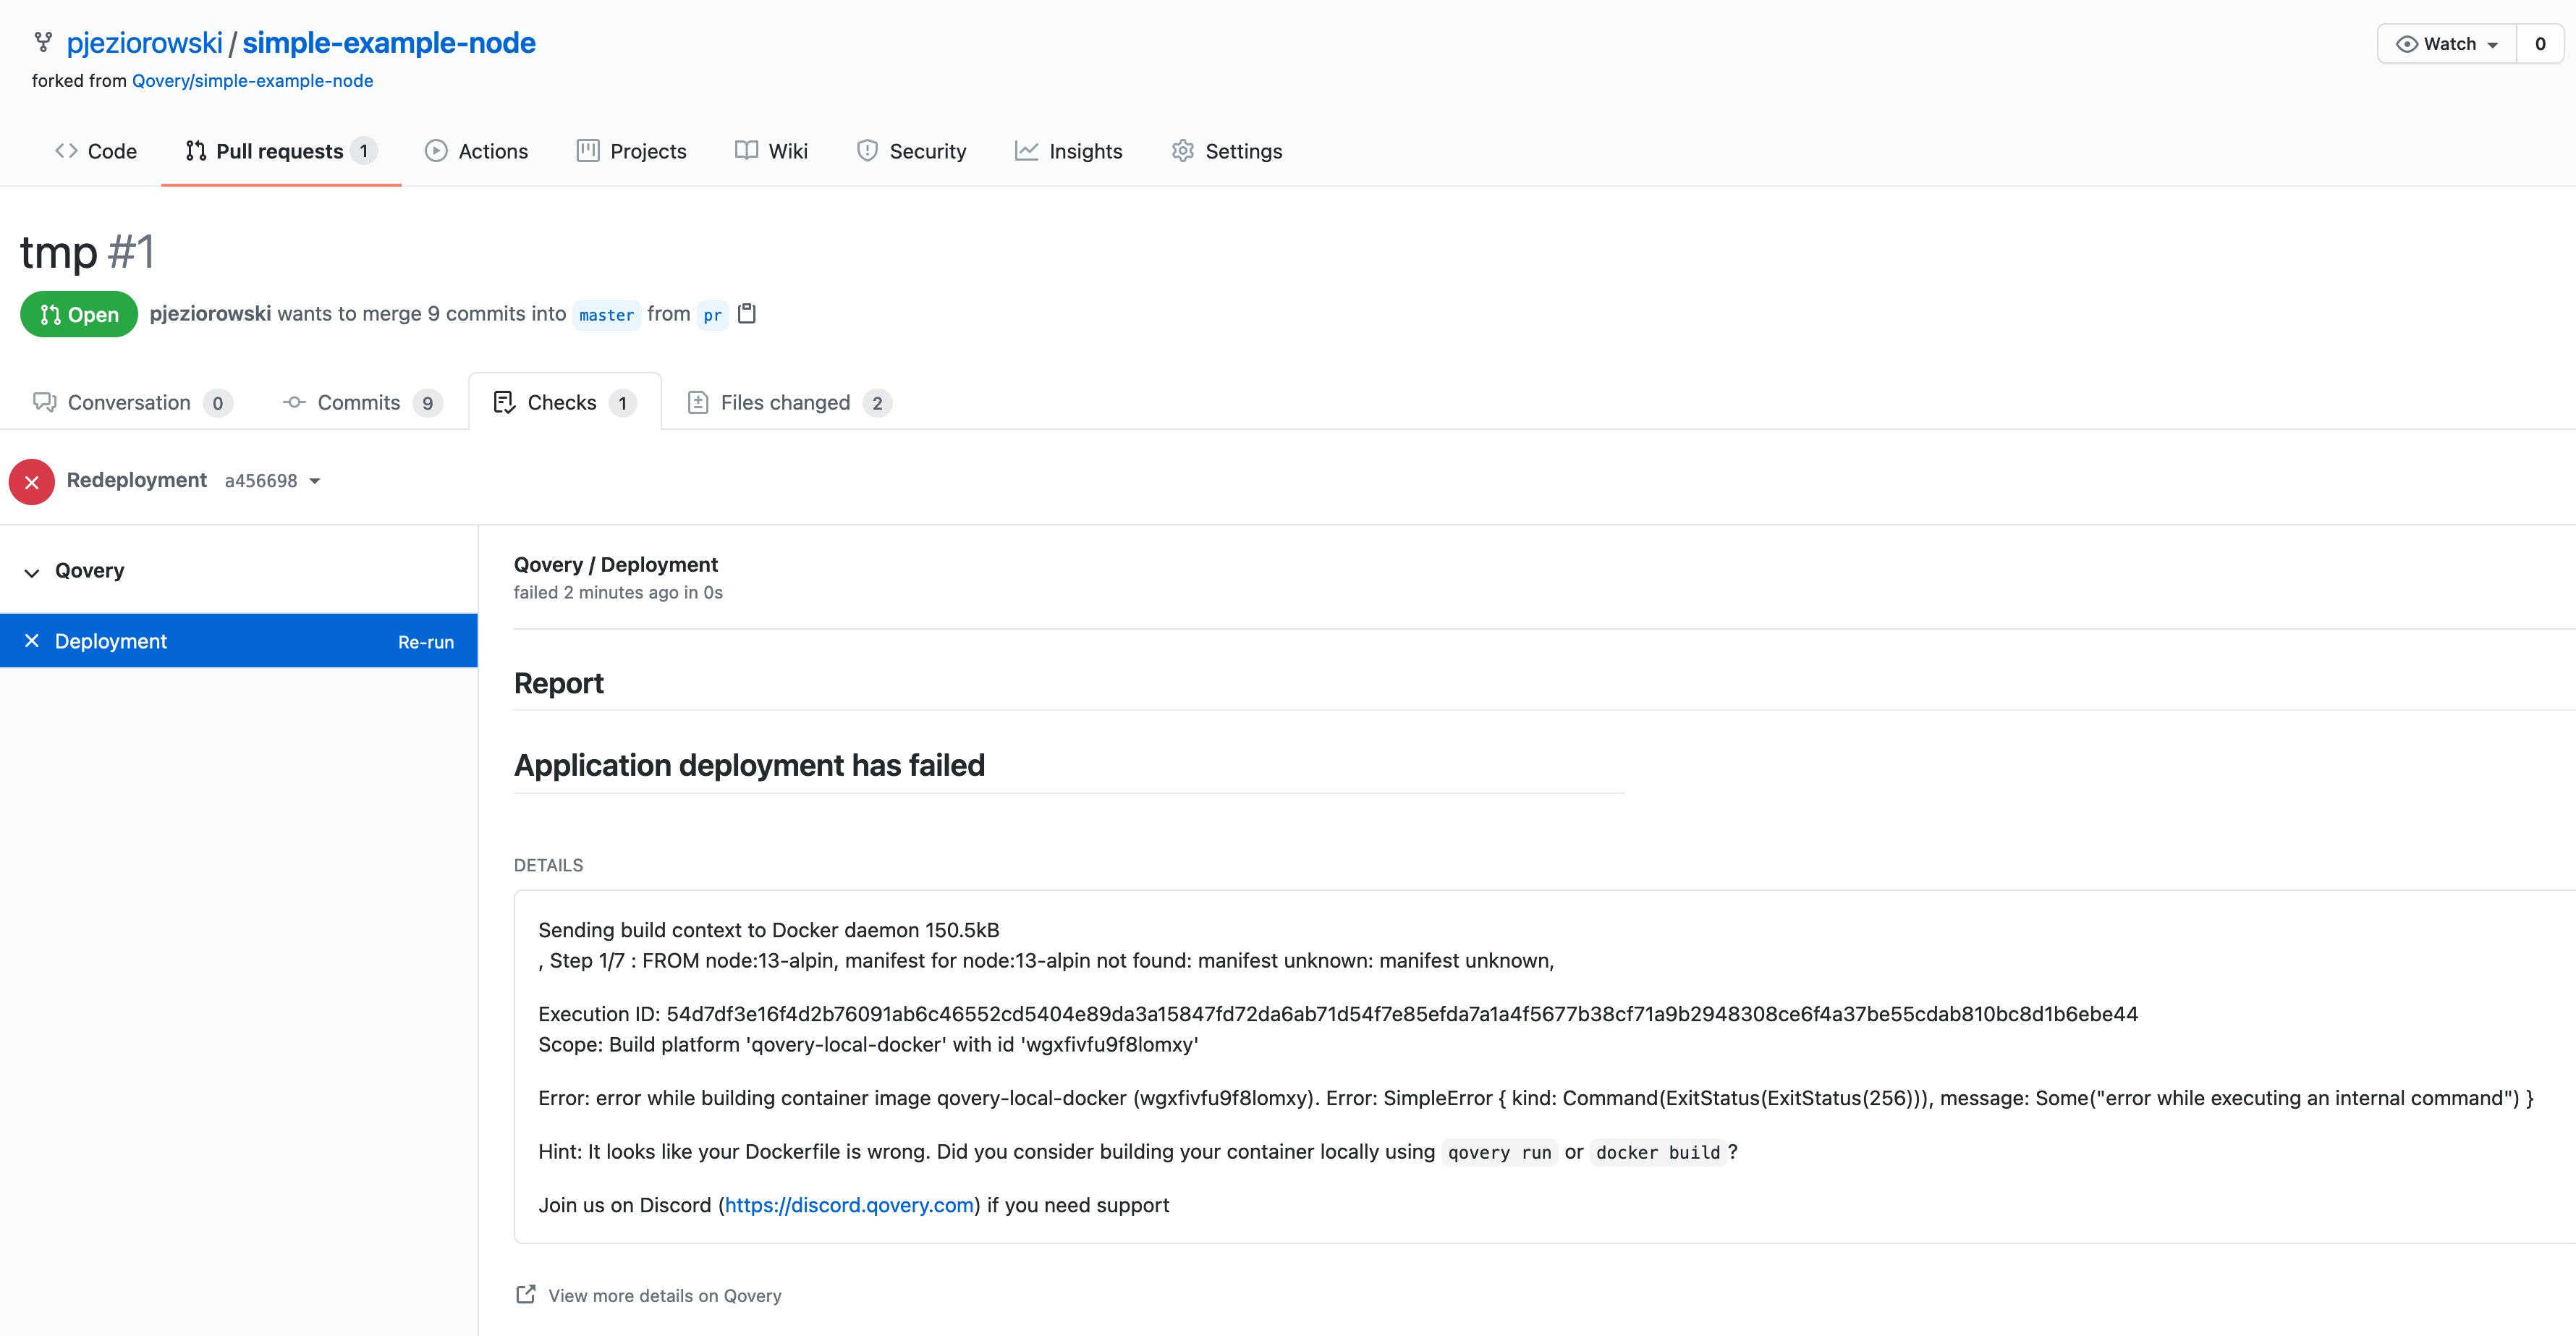 pjeziorowski / simple-example-node
Watch 0
forked from Qovery/simple-example-node
Code Pull requests 1 Actions Projects Wiki Security Insights Settings
tmp #1
Open pjeziorowski wants to merge 9 commits into master from pr
Conversation 0 Commits 9 Checks 1 Files changed 2
Redeployment a456698
Qovery
Deployment Re-run
Qovery / Deployment
failed 2 minutes ago in 0s
Report
Application deployment has failed
DETAILS
Sending build context to Docker daemon 150.5kB
, Step 1/7 : FROM node:13-alpin, manifest for node:13-alpin not found: manifest unknown: manifest unknown,
Execution ID: 54d7df3e16f4d2b76091ab6c46552cd5404e89da3a15847fd72da6ab71d54f7e85efda7a1a4f5677b38cf71a9b2948308ce6f4a37be55cdab810bc8d1b6ebe44
Scope: Build platform 'qovery-local-docker' with id 'wgxfivfu9f8lomxy'
Error: error while building container image qovery-local-docker (wgxfivfu9f8lomxy). Error: SimpleError { kind: Command(ExitStatus(ExitStatus(256))), message: Some("error while executing an internal command") }
Hint: It looks like your Dockerfile is wrong. Did you consider building your container locally using qovery run or docker build?
Join us on Discord (https://discord.qovery.com) if you need support
View more details on Qovery